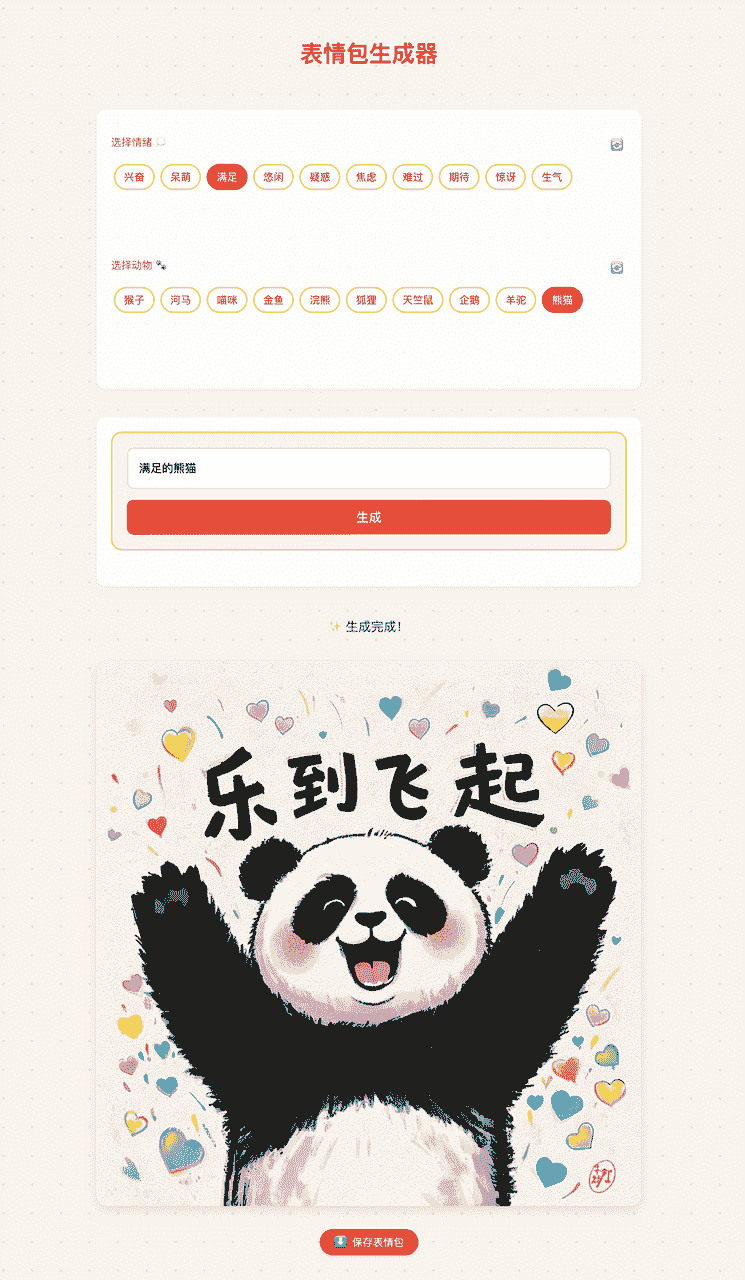 表情包生成器
选择情绪
兴奋 呆萌 满足 悠闲 疑惑 焦虑 难过 期待 惊讶 生气
选择动物
猴子 河马 喵咪 金鱼 浣熊 狐狸 天竺鼠 企鹅 羊驼 熊猫
满足的熊猫
生成
生成完成！
乐到飞起
保存表情包